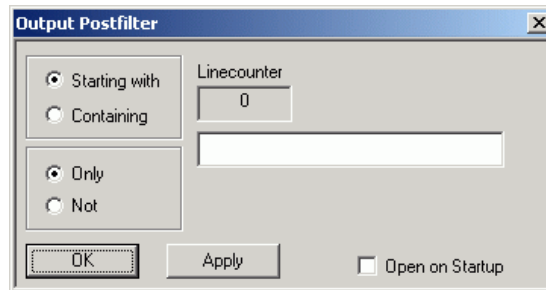 Output Postfilter
Starting with
Containing
Linecounter
0
Only
Not
OK
Apply
Open on Startup